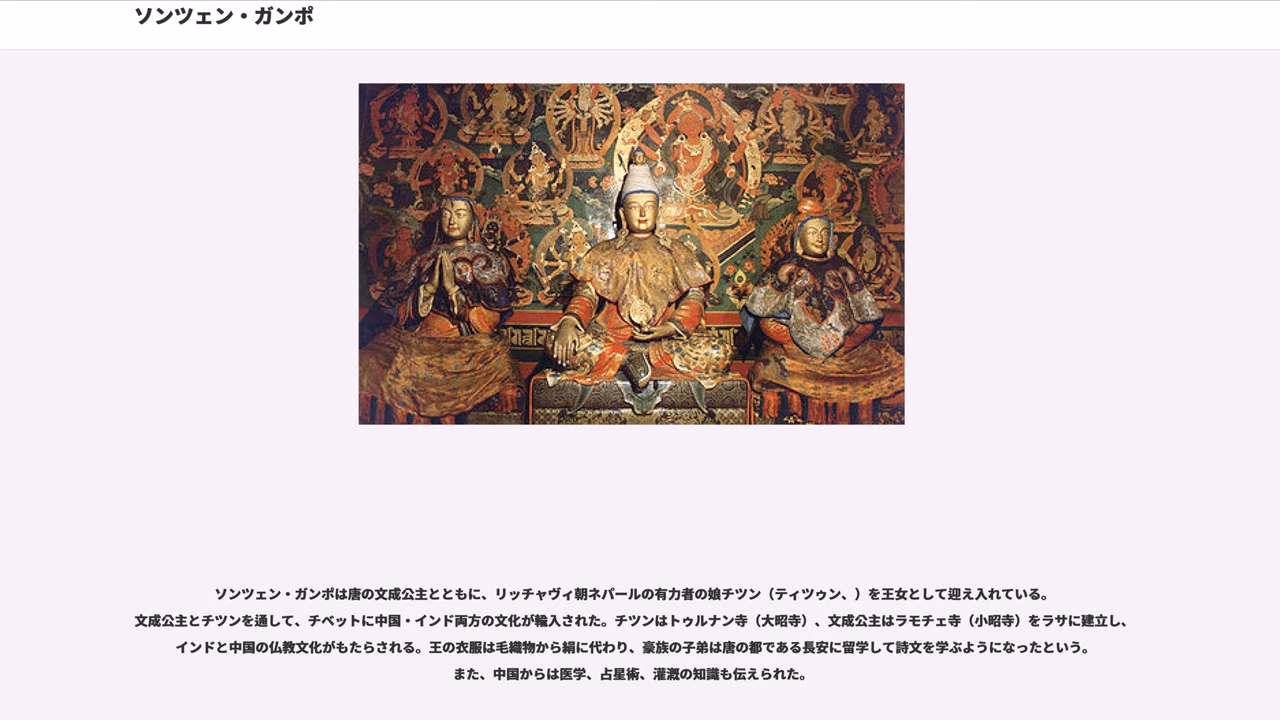 ソンツェン・ガンポ
ソンツェン・ガンポは唐の文成公主とともに、リッチャヴィ朝ネパールの有力者の娘チツン（ティツゥン、）を王女として迎え入れている。
文成公主とチツンを通して、チベットに中国・インド両方の文化が輸入された。チツンはトゥルナン寺（大昭寺）、文成公主はラモチェ寺（小昭寺）をラサに建立し、
インドと中国の仏教文化がもたらされる。王の衣服は毛織物から絹に代わり、豪族の子弟は唐の都である長安に留学して詩文を学ぶようになったという。
また、中国からは医学、占星術、灌漑の知識も伝えられた。